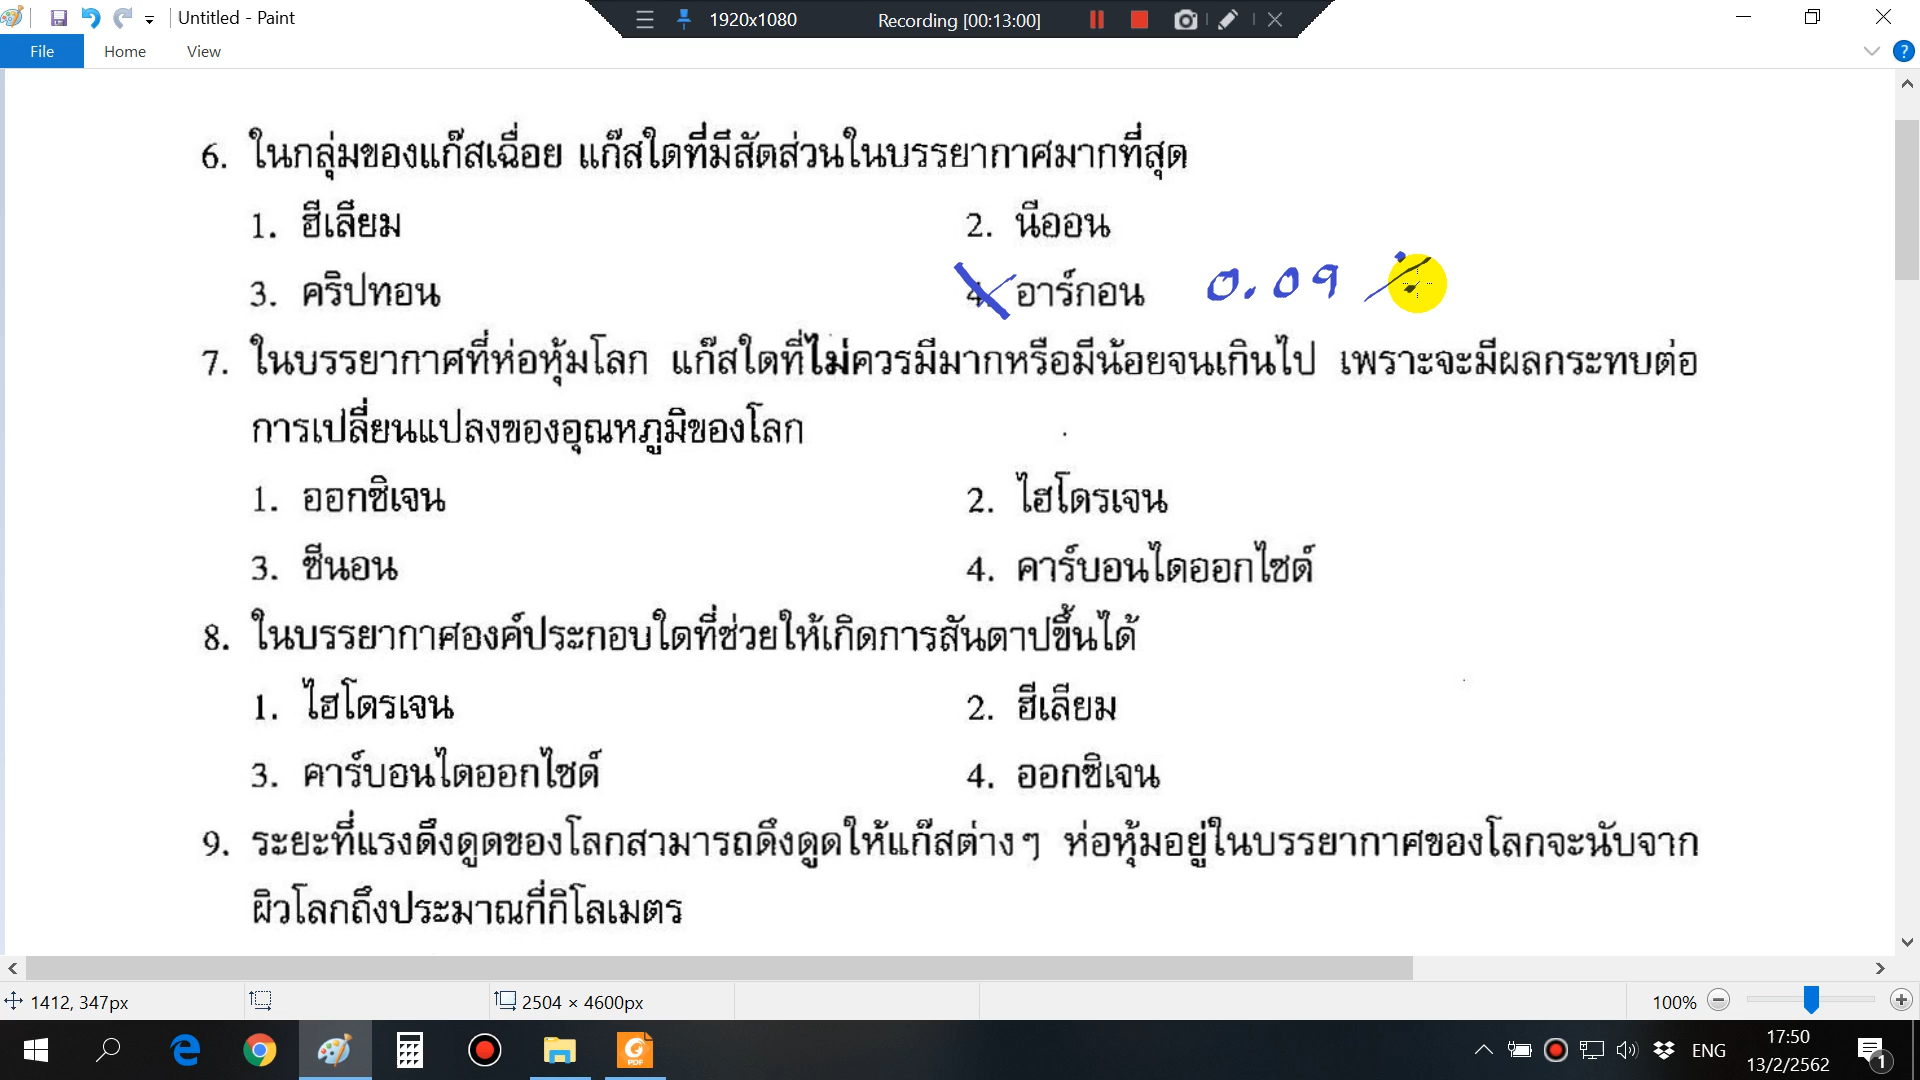 Untitled - Paint
1920x1080
Recording [00:13:00]
File
Home
View
6. ในกลุ่มของแก๊สเฉื่อย แก๊สใดที่มีสัดส่วนในบรรยากาศมากที่สุด
1. ฮีเลียม
2. นีออน
3. คริปทอน
4. อาร์กอน 0.09 %
7. ในบรรยากาศที่ห่อหุ้มโลก แก๊สใดที่ไม่ควรมีมากหรือมีน้อยจนเกินไป เพราะจะมีผลกระทบต่อ
การเปลี่ยนแปลงของอุณหภูมิของโลก
1. ออกซิเจน
2. ไฮโดรเจน
3. ซีนอน
4. คาร์บอนไดออกไซด์
8. ในบรรยากาศองค์ประกอบใดที่ช่วยให้เกิดการสันดาปขึ้นได้
1. ไฮโดรเจน
2. ฮีเลียม
3. คาร์บอนไดออกไซด์
4. ออกซิเจน
9. ระยะที่แรงดึงดูดของโลกสามารถดึงดูดให้แก๊สต่างๆ ห่อหุ้มอยู่ในบรรยากาศของโลกจะนับจาก
ผิวโลกถึงประมาณกี่กิโลเมตร
1412, 347px
2504 × 4600px
100%
PDF
ENG
17:50
13/2/2562
1